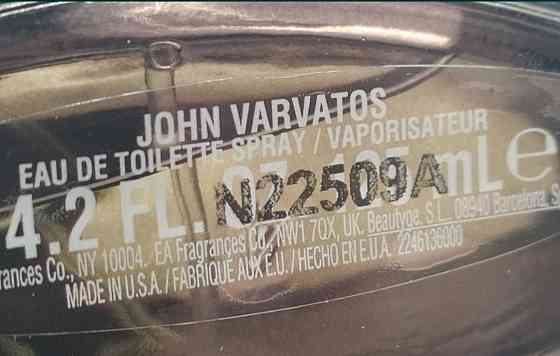 JOHN VARVATOS
EAU DE TOILETTE SPRAY / VAPORISATEUR
4.2 FL. OZ. 125 mL e
N22509A
rances Co., NY 10004. EA Fragrances Co., NW1 7QX, UK. Beautyge, S.L., 08940 Barcelona, S
MADE IN U.S.A. / FABRIQUE AUX E.U. / HECHO EN E.U.A. 2246136000